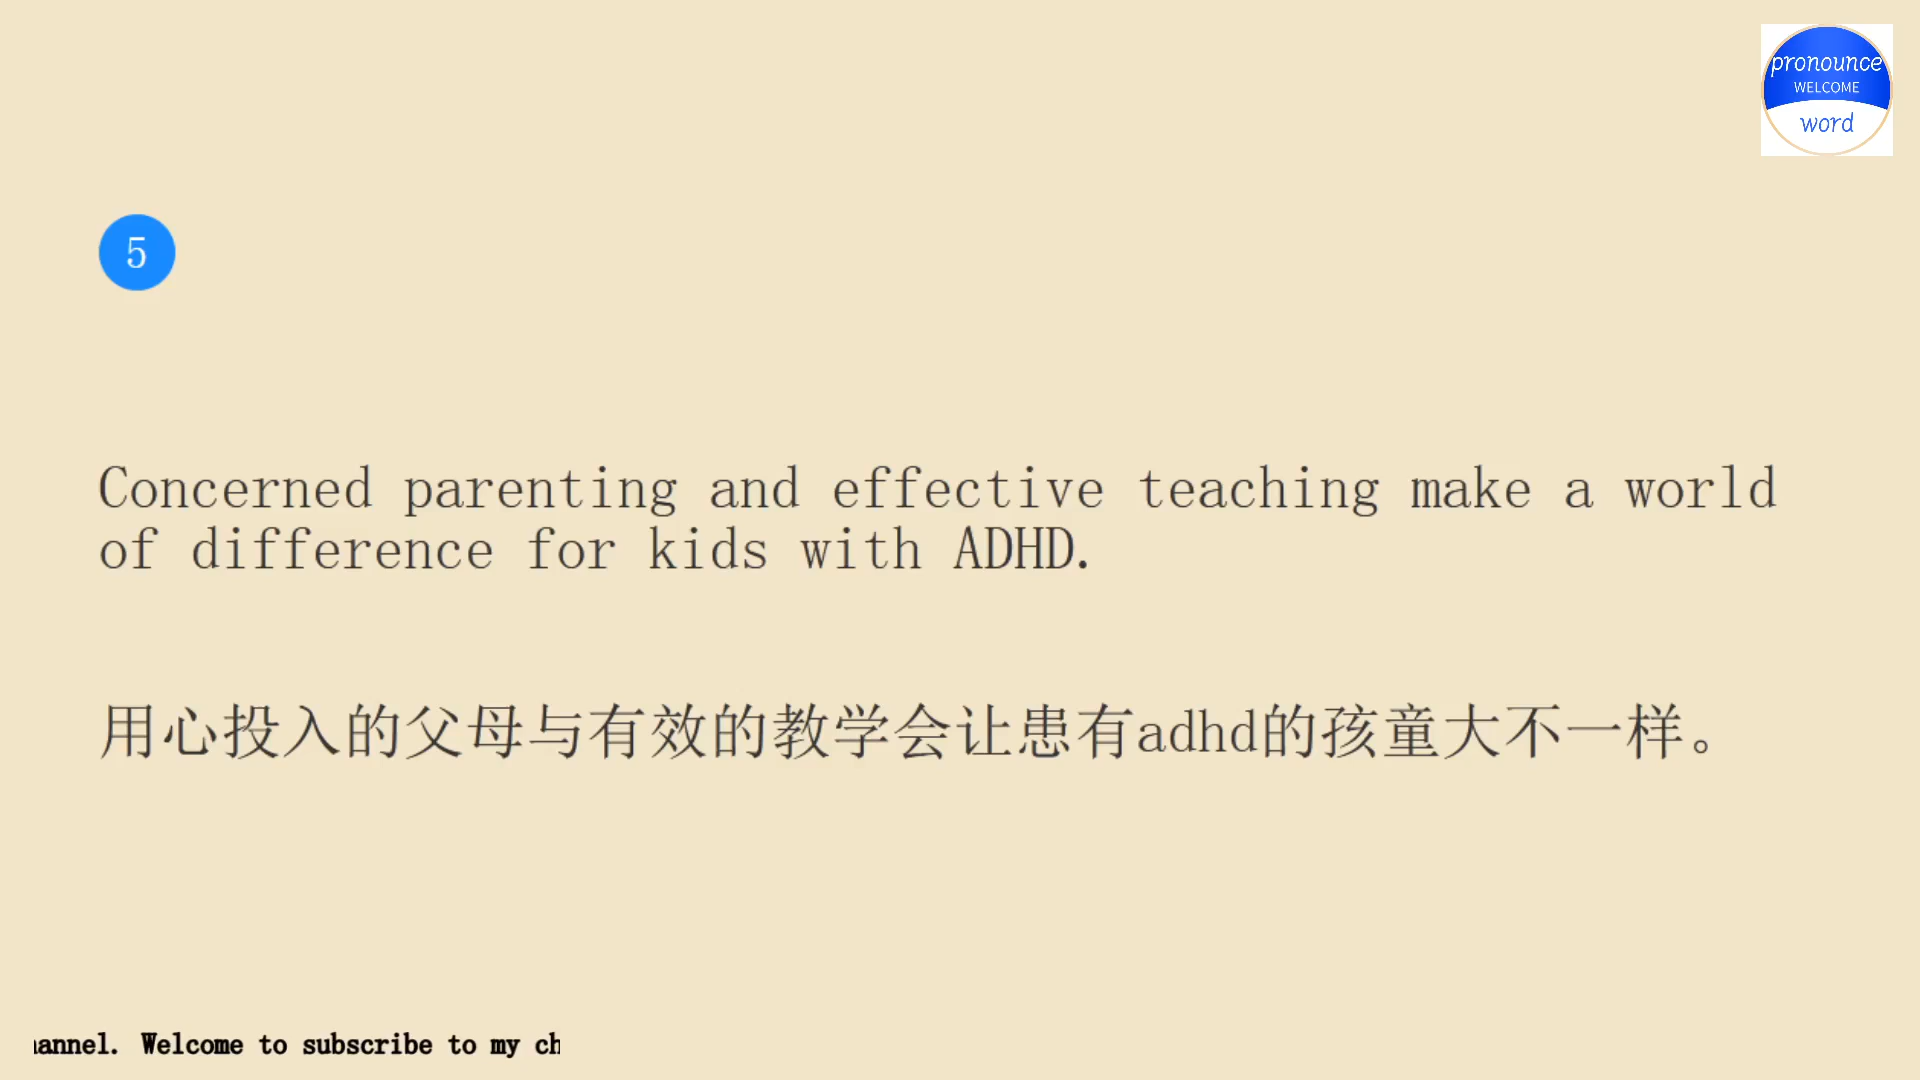 pronounce
WELCOME
word
5
Concerned parenting and effective teaching make a world
of difference for kids with ADHD.
用心投入的父母与有效的教学会让患有adhd的孩童大不一样。
annel. Welcome to subscribe to my ch